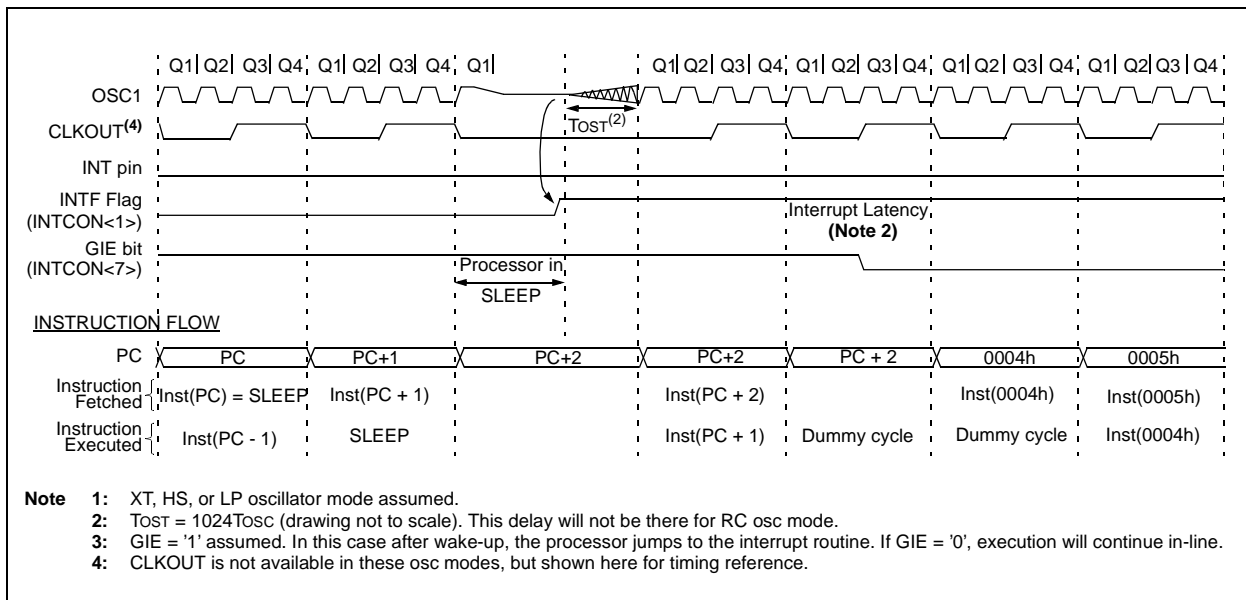 Q1 Q2 Q3 Q4 Q1 Q2 Q3 Q4 Q1 Q1 Q2 Q3 Q4 Q1 Q2 Q3 Q4 Q1 Q2 Q3 Q4 Q1 Q2 Q3 Q4
OSC1
TOST(2)
CLKOUT(4)
INT pin
INTF Flag
(INTCON<1>)
Interrupt Latency
(Note 2)
GIE bit
(INTCON<7>)
Processor in
SLEEP
INSTRUCTION FLOW
PC PC PC+1 PC+2 PC+2 PC + 2 0004h 0005h
Instruction
Fetched
Inst(PC) = SLEEP Inst(PC + 1) Inst(PC + 2) Inst(0004h) Inst(0005h)
Instruction
Executed
Inst(PC - 1) SLEEP Inst(PC + 1) Dummy cycle Dummy cycle Inst(0004h)
Note 1: XT, HS, or LP oscillator mode assumed.
2: TOST = 1024TOSC (drawing not to scale). This delay will not be there for RC osc mode.
3: GIE = '1' assumed. In this case after wake-up, the processor jumps to the interrupt routine. If GIE = '0', execution will continue in-line.
4: CLKOUT is not available in these osc modes, but shown here for timing reference.